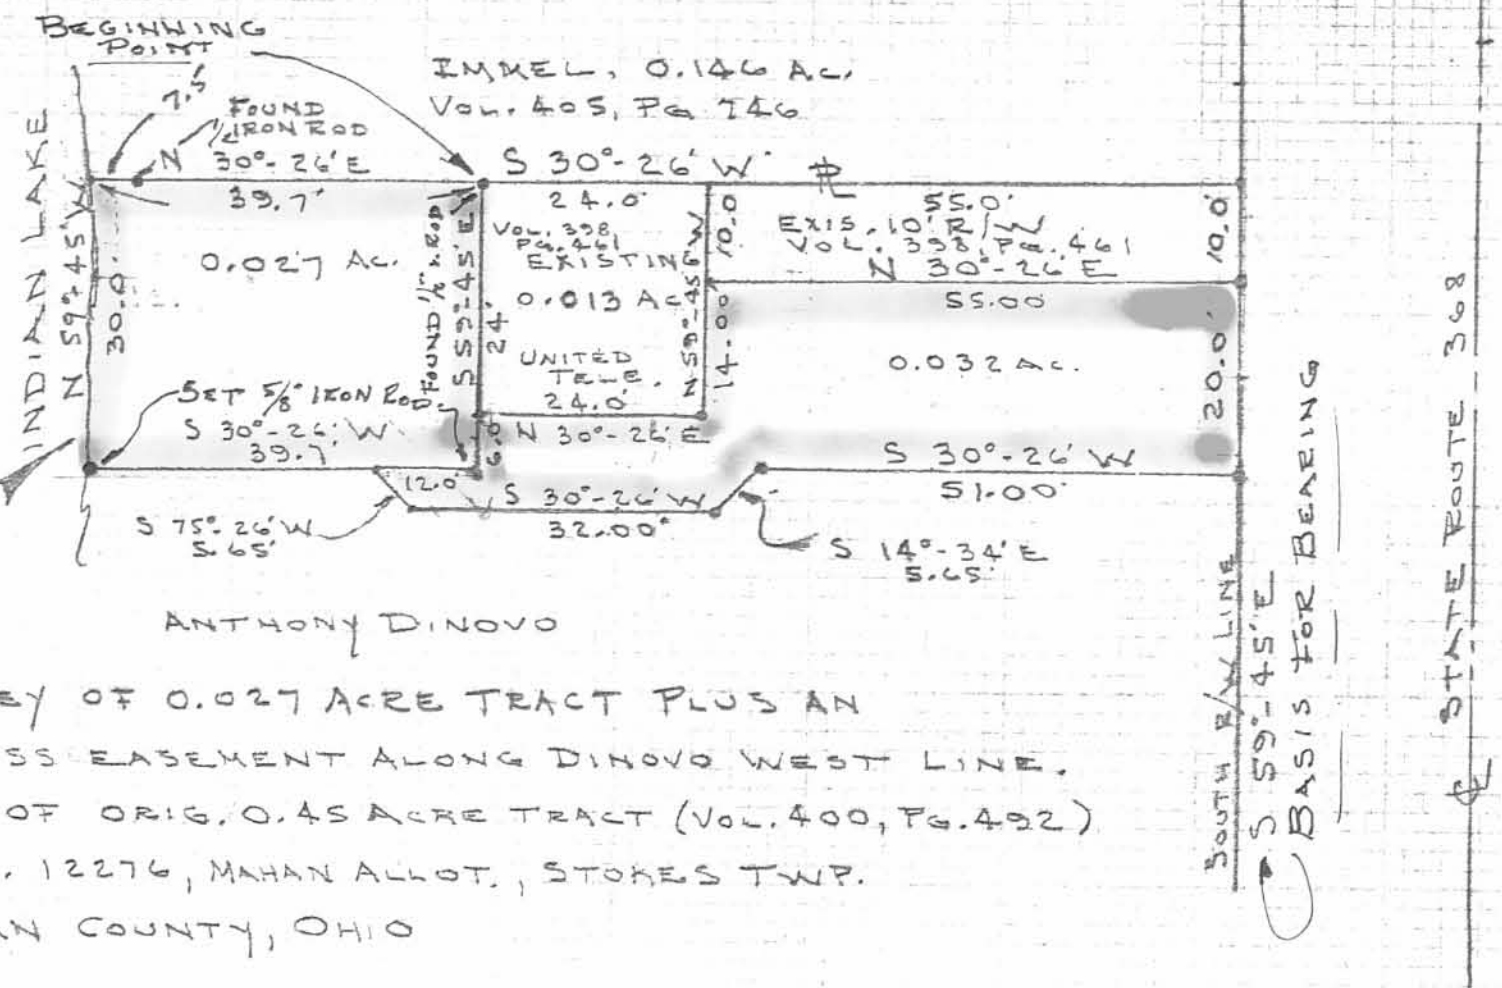 BEGINNING
POINT
7.5'
FOUND
1/2" IRON ROD
N 30°-26' E
39.7'
IMMEL, 0.146 AC.
VOL. 405, PG. 746
S 30°-26' W
PL
24.0'
VOL. 398,
PG. 461
EXISTING
0.013 AC.
UNITED
TELE.
24.0'
N 30°-26' E
55.0'
EXIS. 10' R/W
VOL. 398, PG. 461
N 30°-26' E
55.00
10.0
10.0'
N 59°-45' W
14.0
0.032 AC.
20.0'
S 30°-26' W
51.00'
INDIAN LAKE
N 59°-45' W
30.0
0.027 AC.
FOUND 1/2" I. ROD
S 59°-45' E
24.
6.0
SET 5/8" IRON ROD
S 30°-26' W
39.7
12.0'
S 30°-26' W
32.00'
S 75°-26' W
5.65'
S 14°-34' E
5.65'
ANTHONY DINOVO
EY OF 0.027 ACRE TRACT PLUS AN
SS EASEMENT ALONG DINOVO WEST LINE.
OF ORIG. 0.45 ACRE TRACT (VOL. 400, PG. 492)
. 12276, MAHAN ALLOT., STOKES TWP.
AN COUNTY, OHIO
SOUTH R/W LINE
S 59°-45' E
BASIS FOR BEARING
CL STATE ROUTE 368